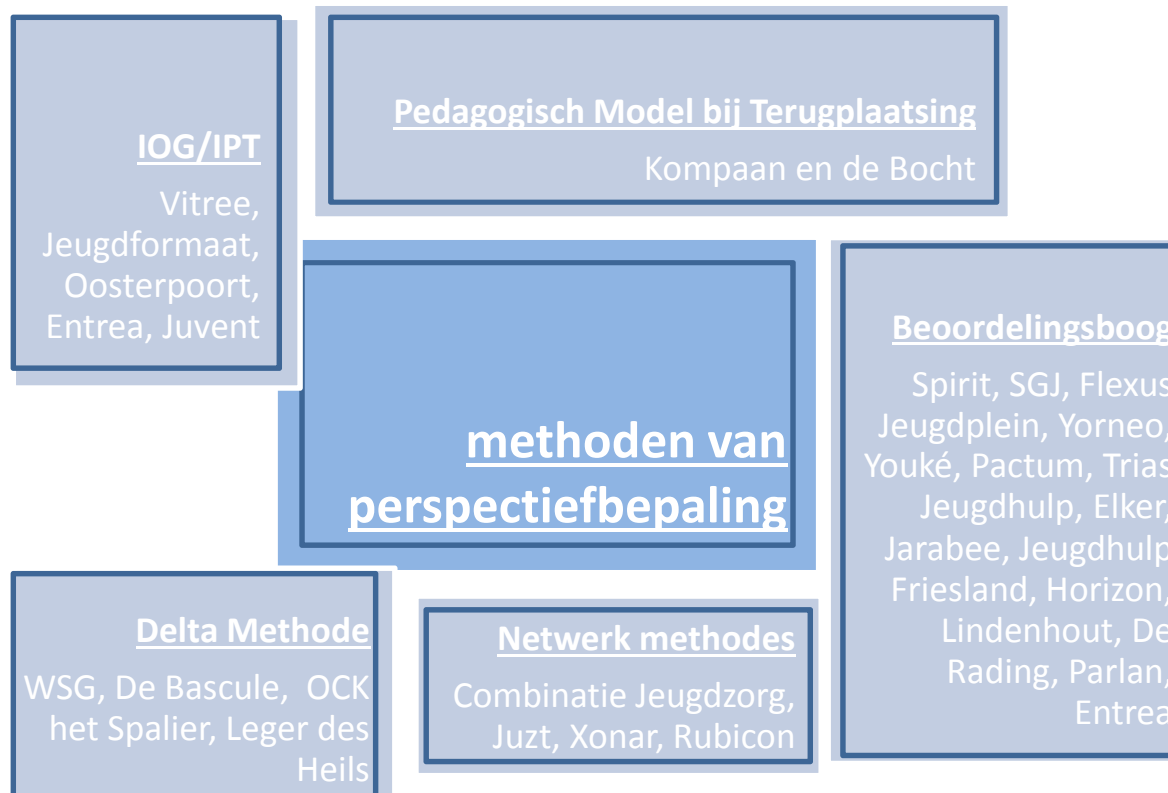 IOG/IPT
Vitree,
Jeugdformaat,
Oosterpoort,
Entrea, Juvent
Pedagogisch Model bij Terugplaatsing
Kompaan en de Bocht
methoden van
perspectiefbepaling
Beoordelingsboog
Spirit, SGJ, Flexus
Jeugdplein, Yorneo,
Youké, Pactum, Trias
Jeugdhulp, Elker,
Jarabee, Jeugdhulp
Friesland, Horizon,
Lindenhout, De
Rading, Parlan,
Entrea
Delta Methode
WSG, De Bascule, OCK
het Spalier, Leger des
Heils
Netwerk methodes
Combinatie Jeugdzorg,
Juzt, Xonar, Rubicon